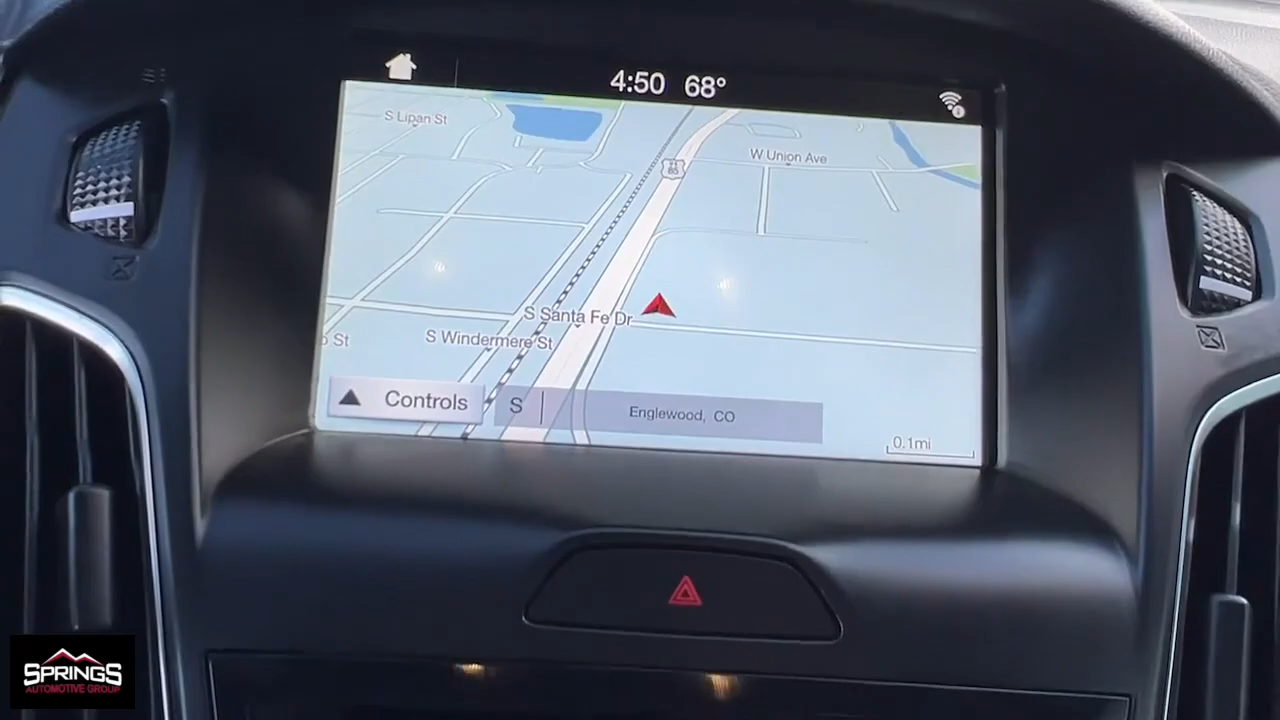 4:50 68°
S Lipan St
W Union Ave
85
S Santa Fe Dr
S Windermere St
St
Controls
S
Englewood, CO
0.1mi
SPRINGS
AUTOMOTIVE GROUP